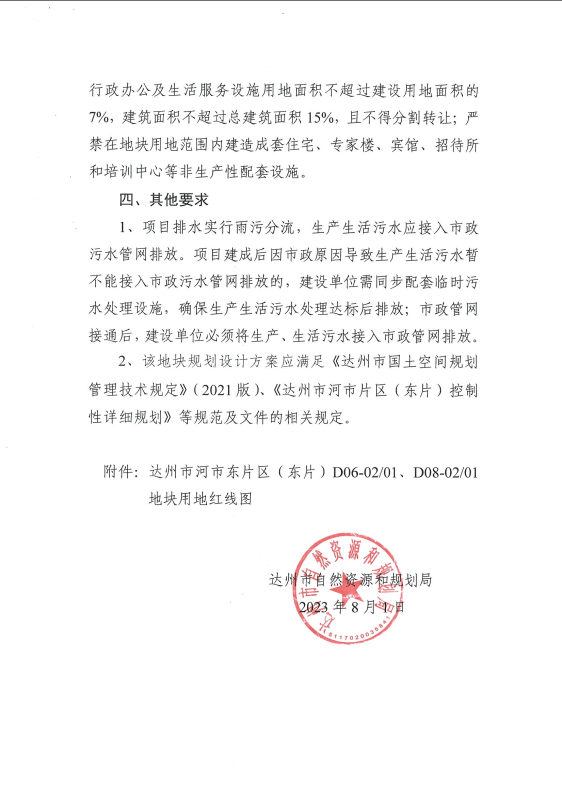 行政办公及生活服务设施用地面积不超过建设用地面积的
7%，建筑面积不超过总建筑面积 15%，且不得分割转让；严
禁在地块用地范围内建造成套住宅、专家楼、宾馆、招待所
和培训中心等非生产性配套设施。
四、其他要求
1、项目排水实行雨污分流，生产生活污水应接入市政
污水管网排放。项目建成后因市政原因导致生产生活污水暂
不能接入市政污水管网排放的，建设单位需同步配套临时污
水处理设施，确保生产生活污水处理达标后排放；市政管网
接通后，建设单位必须将生产、生活污水接入市政管网排放。
2、该地块规划设计方案应满足《达州市国土空间规划
管理技术规定》（2021 版）、《达州市河市片区（东片）控制
性详细规划》等规范及文件的相关规定。
附件：达州市河市东片区（东片）D06-02/01、D08-02/01
地块用地红线图
达州市自然资源和规划局
2023 年 8 月 1 日
达州市自然资源和规划局